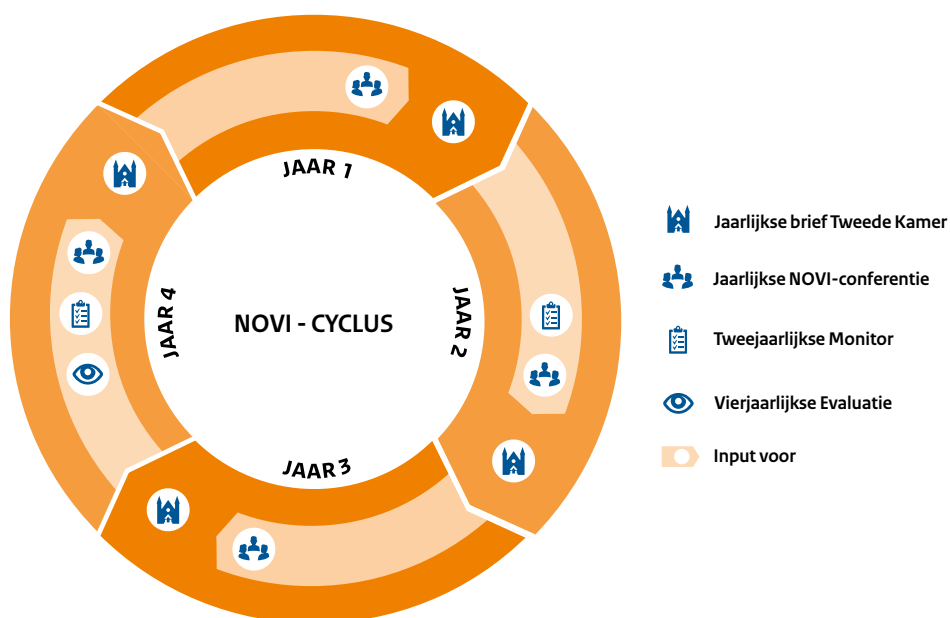 JAAR 1
JAAR 2
JAAR 3
JAAR 4
NOVI - CYCLUS
Jaarlijkse brief Tweede Kamer
Jaarlijkse NOVI-conferentie
Tweejaarlijkse Monitor
Vierjaarlijkse Evaluatie
Input voor